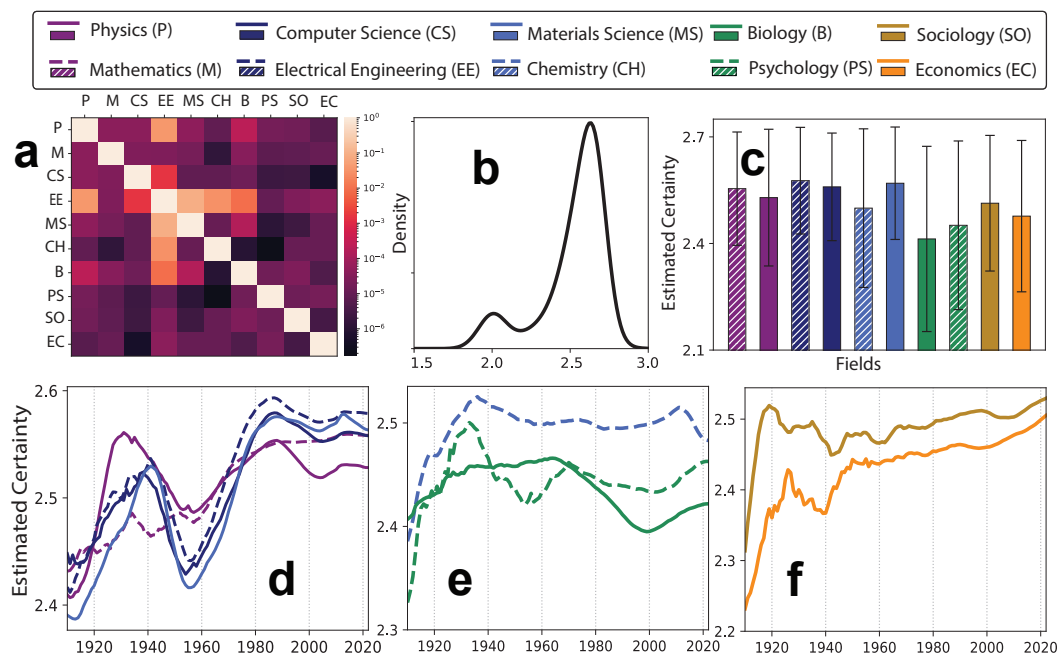 Physics (P) Computer Science (CS) Materials Science (MS) Biology (B) Sociology (SO)
Mathematics (M) Electrical Engineering (EE) Chemistry (CH) Psychology (PS) Economics (EC)
P M CS EE MS CH B PS SO EC
a
P
M
CS
EE
MS
CH
B
PS
SO
EC
10⁰
10⁻¹
10⁻²
10⁻³
10⁻⁴
10⁻⁵
10⁻⁶
b
Density
1.5 2.0 2.5 3.0
c
Estimated Certainty
2.7
2.4
2.1
Fields
d
Estimated Certainty
2.6
2.5
2.4
1920 1940 1960 1980 2000 2020
e
2.5
2.4
2.3
1920 1940 1960 1980 2000 2020
f
2.5
2.4
2.3
2.2
1920 1940 1960 1980 2000 2020